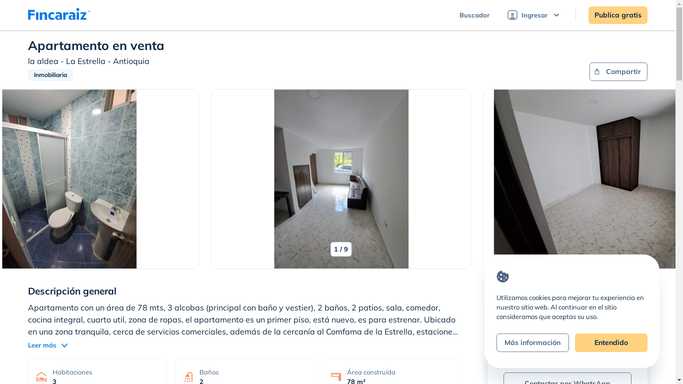 Fincaraiz
Buscador
Ingresar
Publica gratis
Apartamento en venta
la aldea - La Estrella - Antioquia
Inmobiliaria
Compartir
1 / 9
Descripción general
Apartamento con un área de 78 mts, 3 alcobas (principal con baño y vestier), 2 baños, 2 patios, sala, comedor,
cocina integral, cuarto util, zona de ropas, el apartamento es un primer piso, está nuevo, es para estrenar. Ubicado
en una zona tranquila, cerca de servicios comerciales, además de la cercanía al Comfama de la Estrella, estacione...
Leer más
Habitaciones
3
Baños
2
Área construida
78 m²
Utilizamos cookies para mejorar tu experiencia en
nuestro sitio web. Al continuar en el sitio
consideramos que aceptas su uso.
Más información
Entendido
Contactar por WhatsApp